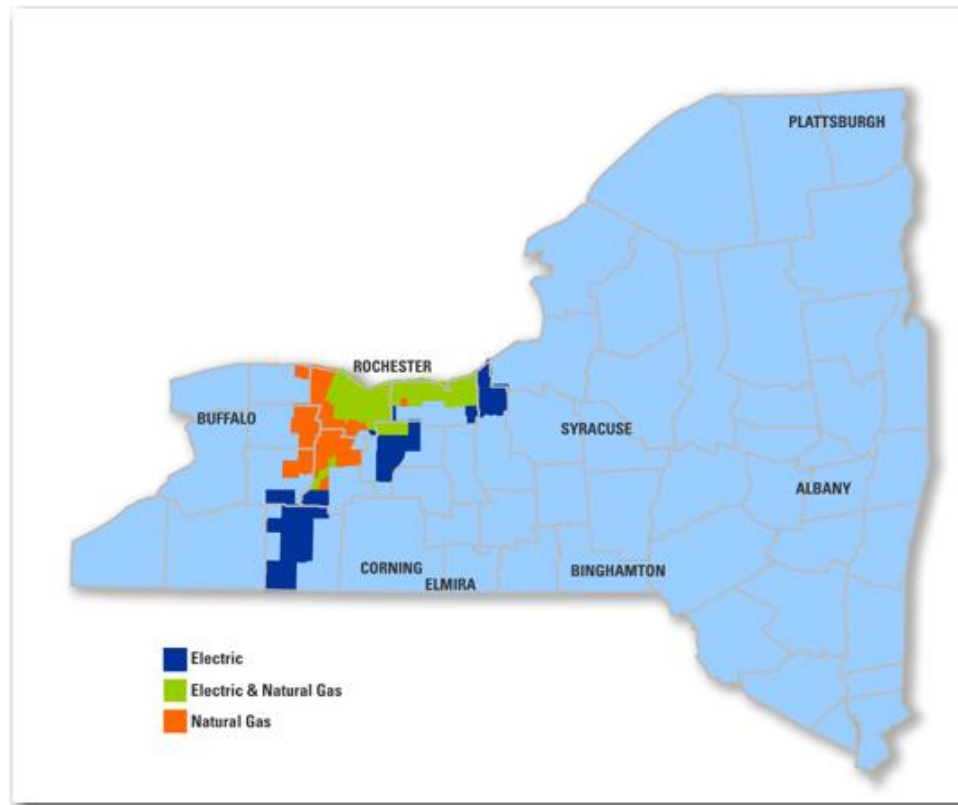 PLATTSBURGH
ROCHESTER
BUFFALO
SYRACUSE
ALBANY
CORNING
ELMIRA
BINGHAMTON
Electric
Electric & Natural Gas
Natural Gas